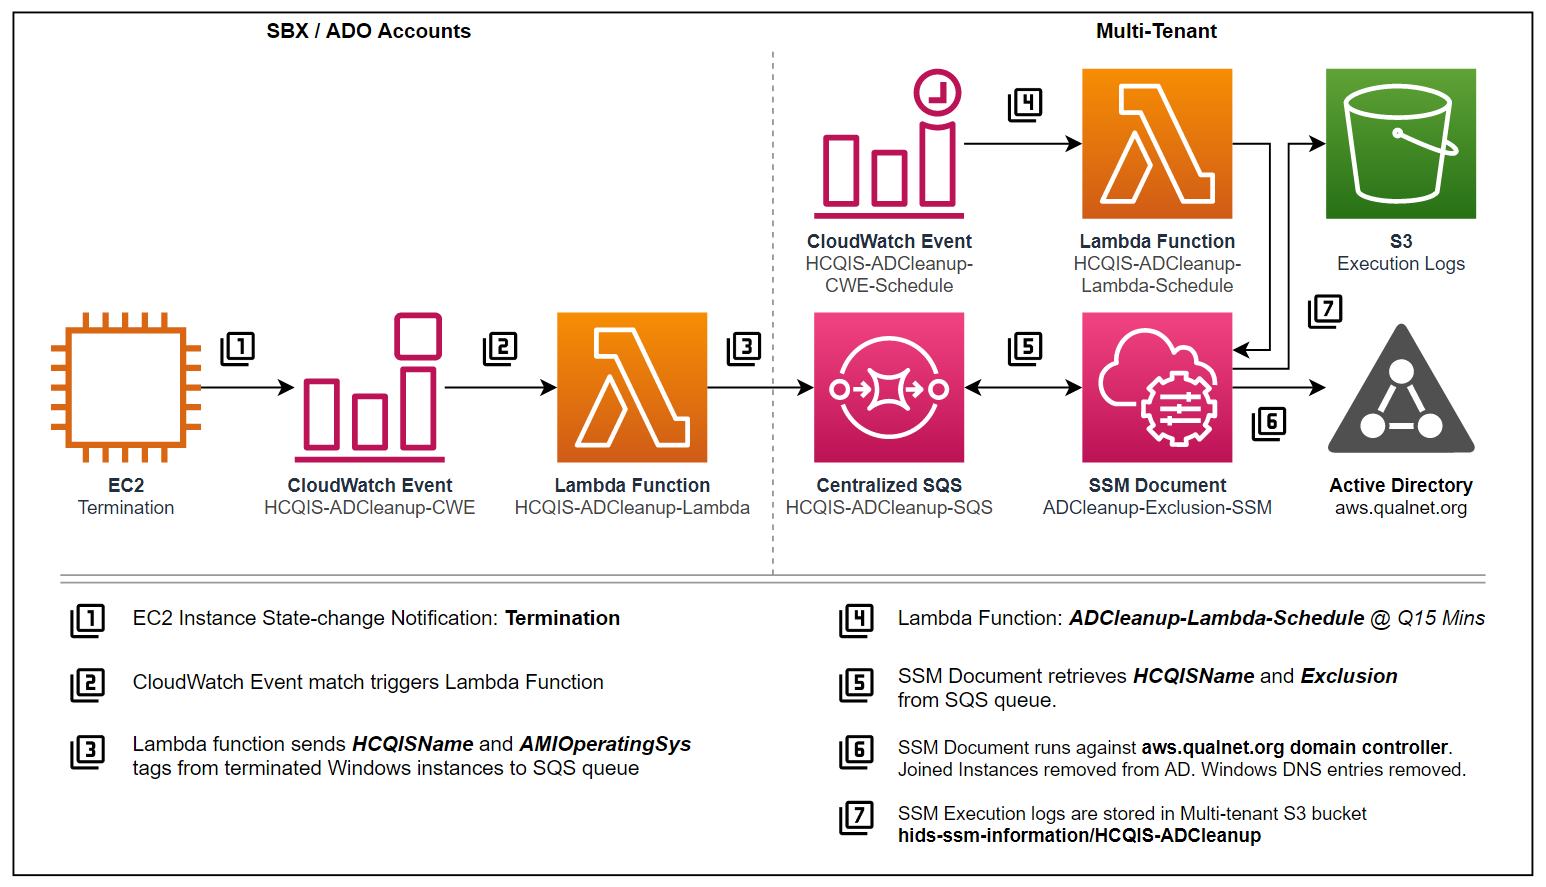 SBX / ADO Accounts
Multi-Tenant
4
CloudWatch Event
HCQIS-ADCleanup-
CWE-Schedule
Lambda Function
HCQIS-ADCleanup-
Lambda-Schedule
S3
Execution Logs
1
2
3
5
7
6
EC2
Termination
CloudWatch Event
HCQIS-ADCleanup-CWE
Lambda Function
HCQIS-ADCleanup-Lambda
Centralized SQS
HCQIS-ADCleanup-SQS
SSM Document
ADCleanup-Exclusion-SSM
Active Directory
aws.qualnet.org
1 EC2 Instance State-change Notification: Termination
2 CloudWatch Event match triggers Lambda Function
3 Lambda function sends HCQISName and AMIOperatingSys
tags from terminated Windows instances to SQS queue
4 Lambda Function: ADCleanup-Lambda-Schedule @ Q15 Mins
5 SSM Document retrieves HCQISName and Exclusion
from SQS queue.
6 SSM Document runs against aws.qualnet.org domain controller.
Joined Instances removed from AD. Windows DNS entries removed.
7 SSM Execution logs are stored in Multi-tenant S3 bucket
hids-ssm-information/HCQIS-ADCleanup